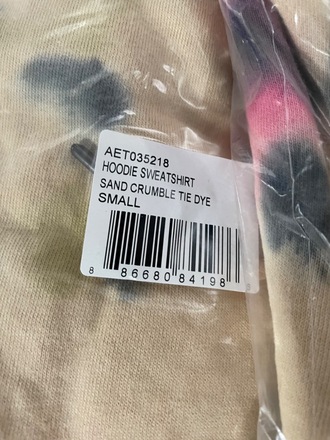 AET035218
HOODIE SWEATSHIRT
SAND CRUMBLE TIE DYE
SMALL
8 86680 84198